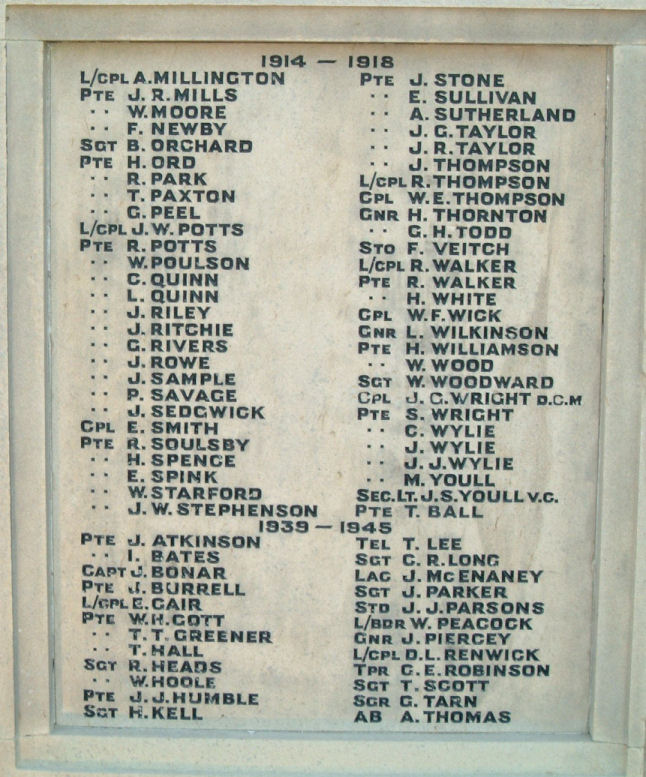 1914 — 1918
L/CPL A. MILLINGTON
PTE J. R. MILLS
·· W. MOORE
·· F. NEWBY
SGT B. ORCHARD
PTE H. ORD
·· R. PARK
·· T. PAXTON
·· G. PEEL
L/CPL J. W. POTTS
PTE R. POTTS
·· W. POULSON
·· C. QUINN
·· L. QUINN
·· J. RILEY
·· J. RITCHIE
·· G. RIVERS
·· J. ROWE
·· J. SAMPLE
·· P. SAVAGE
·· J. SEDGWICK
CPL E. SMITH
PTE R. SOULSBY
·· H. SPENCE
·· E. SPINK
·· W. STARFORD
·· J. W. STEPHENSON
PTE J. STONE
·· E. SULLIVAN
·· A. SUTHERLAND
·· J. G. TAYLOR
·· J. R. TAYLOR
·· J. THOMPSON
L/CPL R. THOMPSON
CPL W. E. THOMPSON
GNR H. THORNTON
·· G. H. TODD
STO F. VEITCH
L/CPL R. WALKER
PTE R. WALKER
·· H. WHITE
CPL W. F. WICK
GNR L. WILKINSON
PTE H. WILLIAMSON
·· W. WOOD
SGT W. WOODWARD
CPL J. G. WRIGHT D.C.M
PTE S. WRIGHT
·· C. WYLIE
·· J. WYLIE
·· J. J. WYLIE
·· M. YOULL
SEC. LT. J. S. YOULL V.C.
PTE T. BALL
1939 — 1945
PTE J. ATKINSON
·· I. BATES
CAPT J. BONAR
PTE J. BURRELL
L/CPL E. GAIR
PTE W. H. GOTT
·· T. T. GREENER
·· T. HALL
SGT R. HEADS
·· W. HOOLE
PTE J. J. HUMBLE
SGT H. KELL
TEL T. LEE
SGT C. R. LONG
LAC J. McENANEY
SGT J. PARKER
STO J. J. PARSONS
L/BDR W. PEACOCK
GNR J. PIERCEY
L/CPL D. L. RENWICK
TPR C. E. ROBINSON
SGT T. SCOTT
SGR G. TARN
AB A. THOMAS